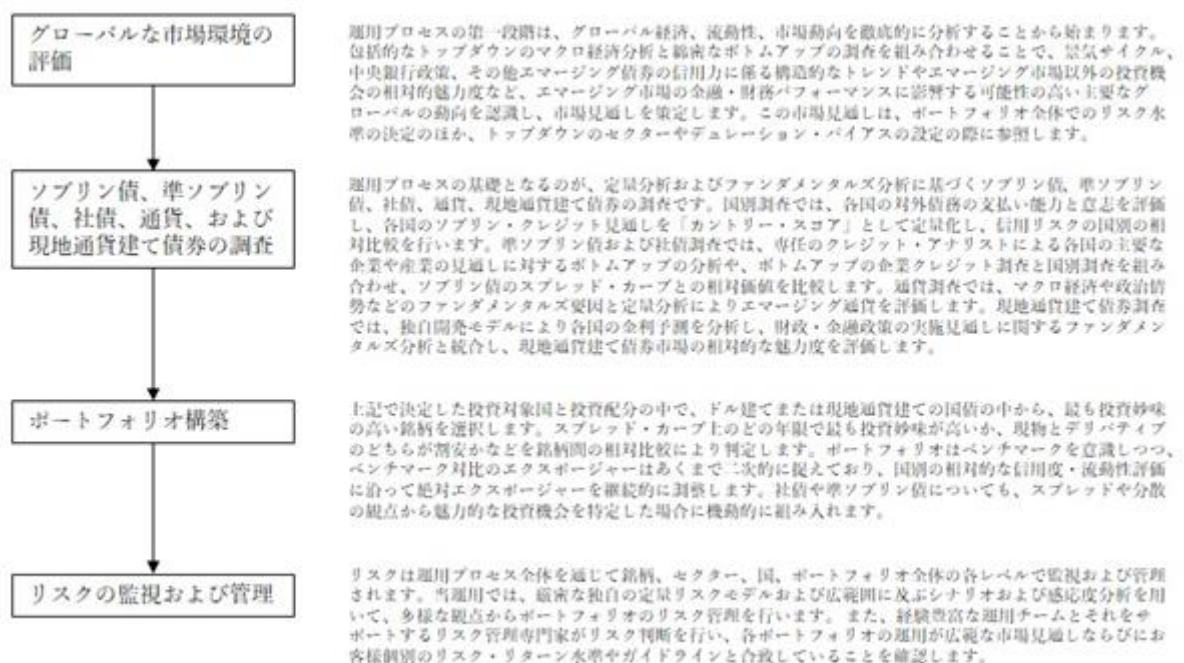 グローバルな市場環境の
評価
運用プロセスの第一段階は、グローバル経済、流動性、市場動向を徹底的に分析することから始まります。
包括的なトップダウンのマクロ経済分析と綿密なボトムアップの調査を組み合わせることで、景気サイクル、
中央銀行政策、その他エマージング債券の信用力に係る構造的なトレンドやエマージング市場以外の投資機
会の相対的魅力度など、エマージング市場の金融・財務パフォーマンスに影響する可能性の高い主要なグ
ローバルの動向を認識し、市場見通しを策定します。この市場見通しは、ポートフォリオ全体でのリスク水
準の決定のほか、トップダウンのセクターやデュレーション・バイアスの設定の際に参照します。
ソブリン債、準ソブリン
債、社債、通貨、および
現地通貨建て債券の調査
運用プロセスの基礎となるのが、定量分析およびファンダメンタルズ分析に基づくソブリン債、準ソブリン
債、社債、通貨、現地通貨建て債券の調査です。国別調査では、各国の対外債務の支払い能力と意志を評価
し、各国のソブリン・クレジット見通しを「カントリー・スコア」として定量化し、信用リスクの国別の相
対比較を行います。準ソブリン債および社債調査では、専任のクレジット・アナリストによる各国の主要な
企業や産業の見通しに対するボトムアップの分析や、ボトムアップの企業クレジット調査と国別調査を組み
合わせ、ソブリン債のスプレッド・カーブとの相対価値を比較します。通貨調査では、マクロ経済や政治情
勢などのファンダメンタルズ要因と定量分析によりエマージング通貨を評価します。現地通貨建て債券調査
では、独自開発モデルにより各国の金利予測を分析し、財政・金融政策の実施見通しに関するファンダメン
タルズ分析と統合し、現地通貨建て債券市場の相対的な魅力度を評価します。
ポートフォリオ構築
上記で決定した投資対象国と投資配分の中で、ドル建てまたは現地通貨建ての国債の中から、最も投資妙味
の高い銘柄を選択します。スプレッド・カーブ上のどの年限で最も投資妙味が高いか、現物とデリバティブ
のどちらが割安かなどを銘柄間の相対比較により判定します。ポートフォリオはベンチマークを意識しつつ、
ベンチマーク対比のエクスポージャーはあくまで二次的に捉えており、国別の相対的な信用度・流動性評価
に沿って絶対エクスポージャーを継続的に調整します。社債や準ソブリン債についても、スプレッドや分散
の観点から魅力的な投資機会を特定した場合に機動的に組み入れます。
リスクの監視および管理
リスクは運用プロセス全体を通じて銘柄、セクター、国、ポートフォリオ全体の各レベルで監視および管理
されます。当運用では、厳密な独自の定量リスクモデルおよび広範囲に及ぶシナリオおよび感応度分析を用
いて、多様な観点からポートフォリオのリスク管理を行います。また、経験豊富な運用チームとそれをサ
ポートするリスク管理専門家がリスク判断を行い、各ポートフォリオの運用が広範な市場見通しならびにお
客様個別のリスク・リターン水準やガイドラインと合致していることを確認します。